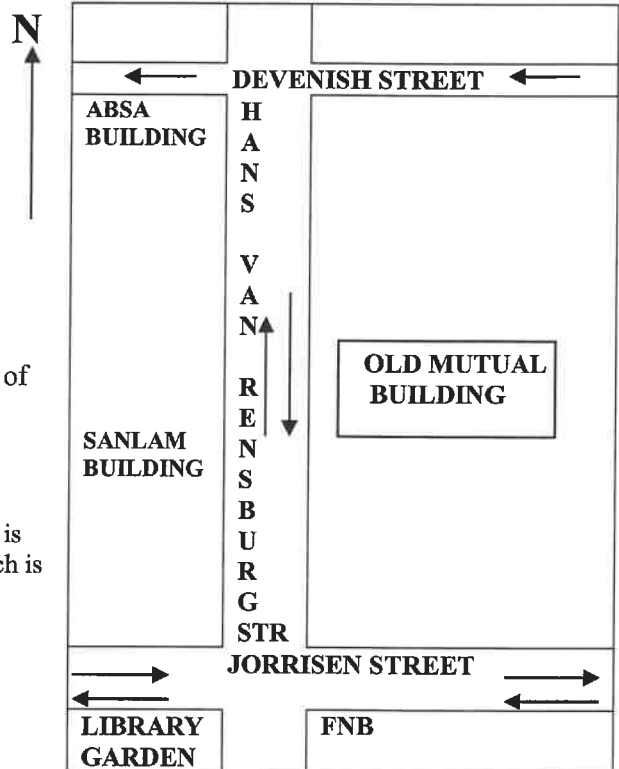 N
DEVENISH STREET
ABSA
BUILDING
H
A
N
S
V
A
N
R
E
N
S
B
U
R
G
STR
OLD MUTUAL
BUILDING
of
SANLAM
BUILDING
is
ch is
JORRISEN STREET
LIBRARY
GARDEN
FNB